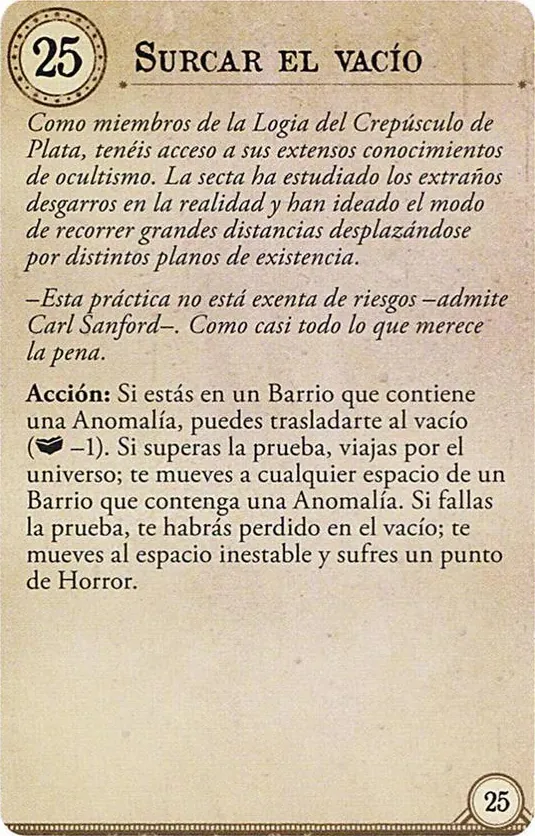 25
Surcar el vacío
Como miembros de la Logia del Crepúsculo de
Plata, tenéis acceso a sus extensos conocimientos
de ocultismo. La secta ha estudiado los extraños
desgarros en la realidad y han ideado el modo
de recorrer grandes distancias desplazándose
por distintos planos de existencia.
–Esta práctica no está exenta de riesgos –admite
Carl Sanford–. Como casi todo lo que merece
la pena.
Acción: Si estás en un Barrio que contiene
una Anomalía, puedes trasladarte al vacío
( –1). Si superas la prueba, viajas por el
universo; te mueves a cualquier espacio de un
Barrio que contenga una Anomalía. Si fallas
la prueba, te habrás perdido en el vacío; te
mueves al espacio inestable y sufres un punto
de Horror.
25